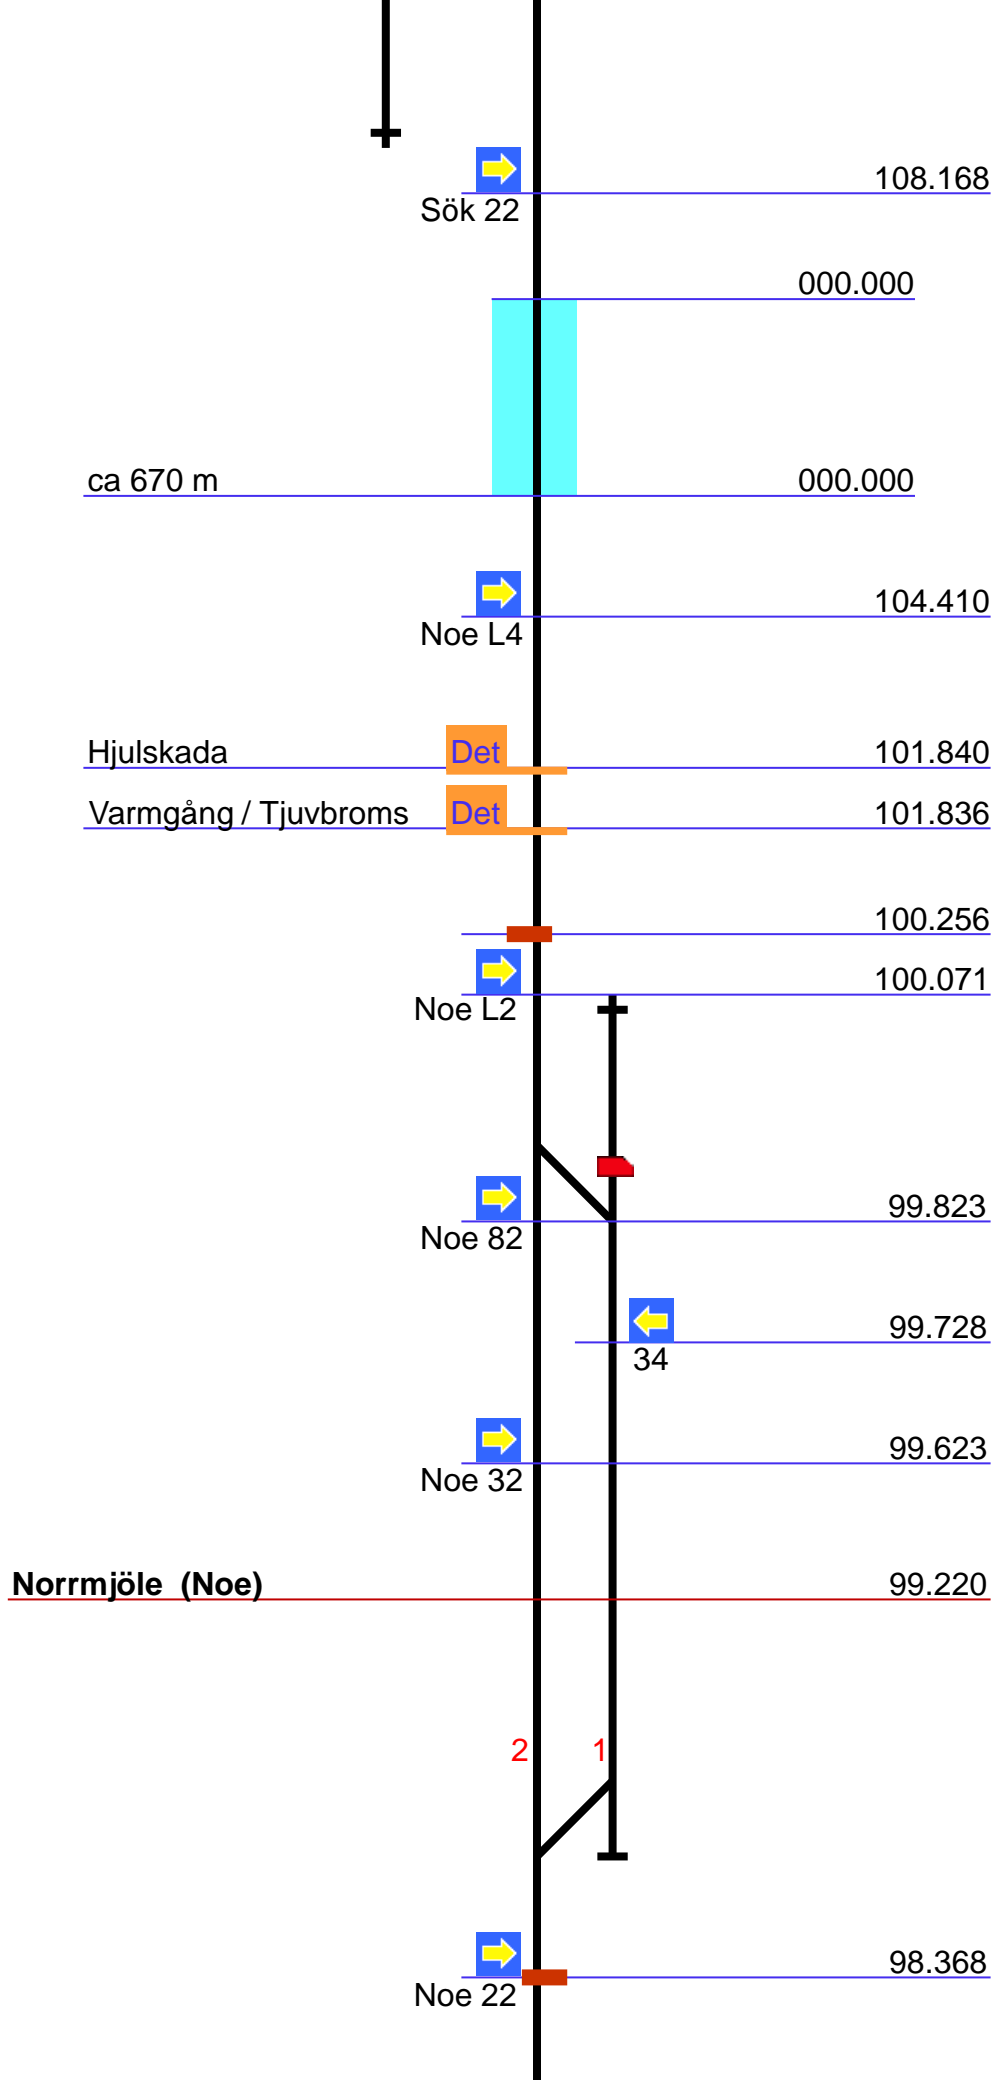 108.168
Sök 22
000.000
ca 670 m 000.000
104.410
Noe L4
Hjulskada Det 101.840
Varmgång / Tjuvbroms Det 101.836
100.256
100.071
Noe L2
99.823
Noe 82
99.728
34
99.623
Noe 32
Norrmjöle (Noe) 99.220
2 1
98.368
Noe 22